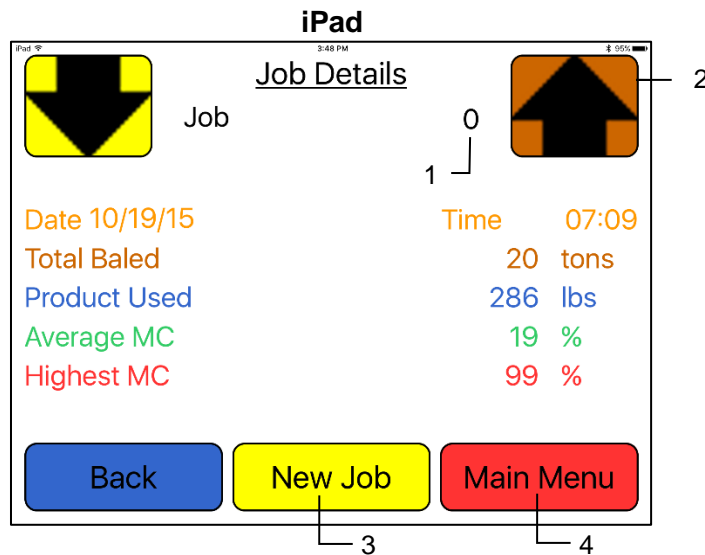 iPad
iPad 3:48 PM 95%
Job Details
2
Job 0
1
Date 10/19/15 Time 07:09
Total Baled 20 tons
Product Used 286 lbs
Average MC 19 %
Highest MC 99 %
Back New Job Main Menu
3 4